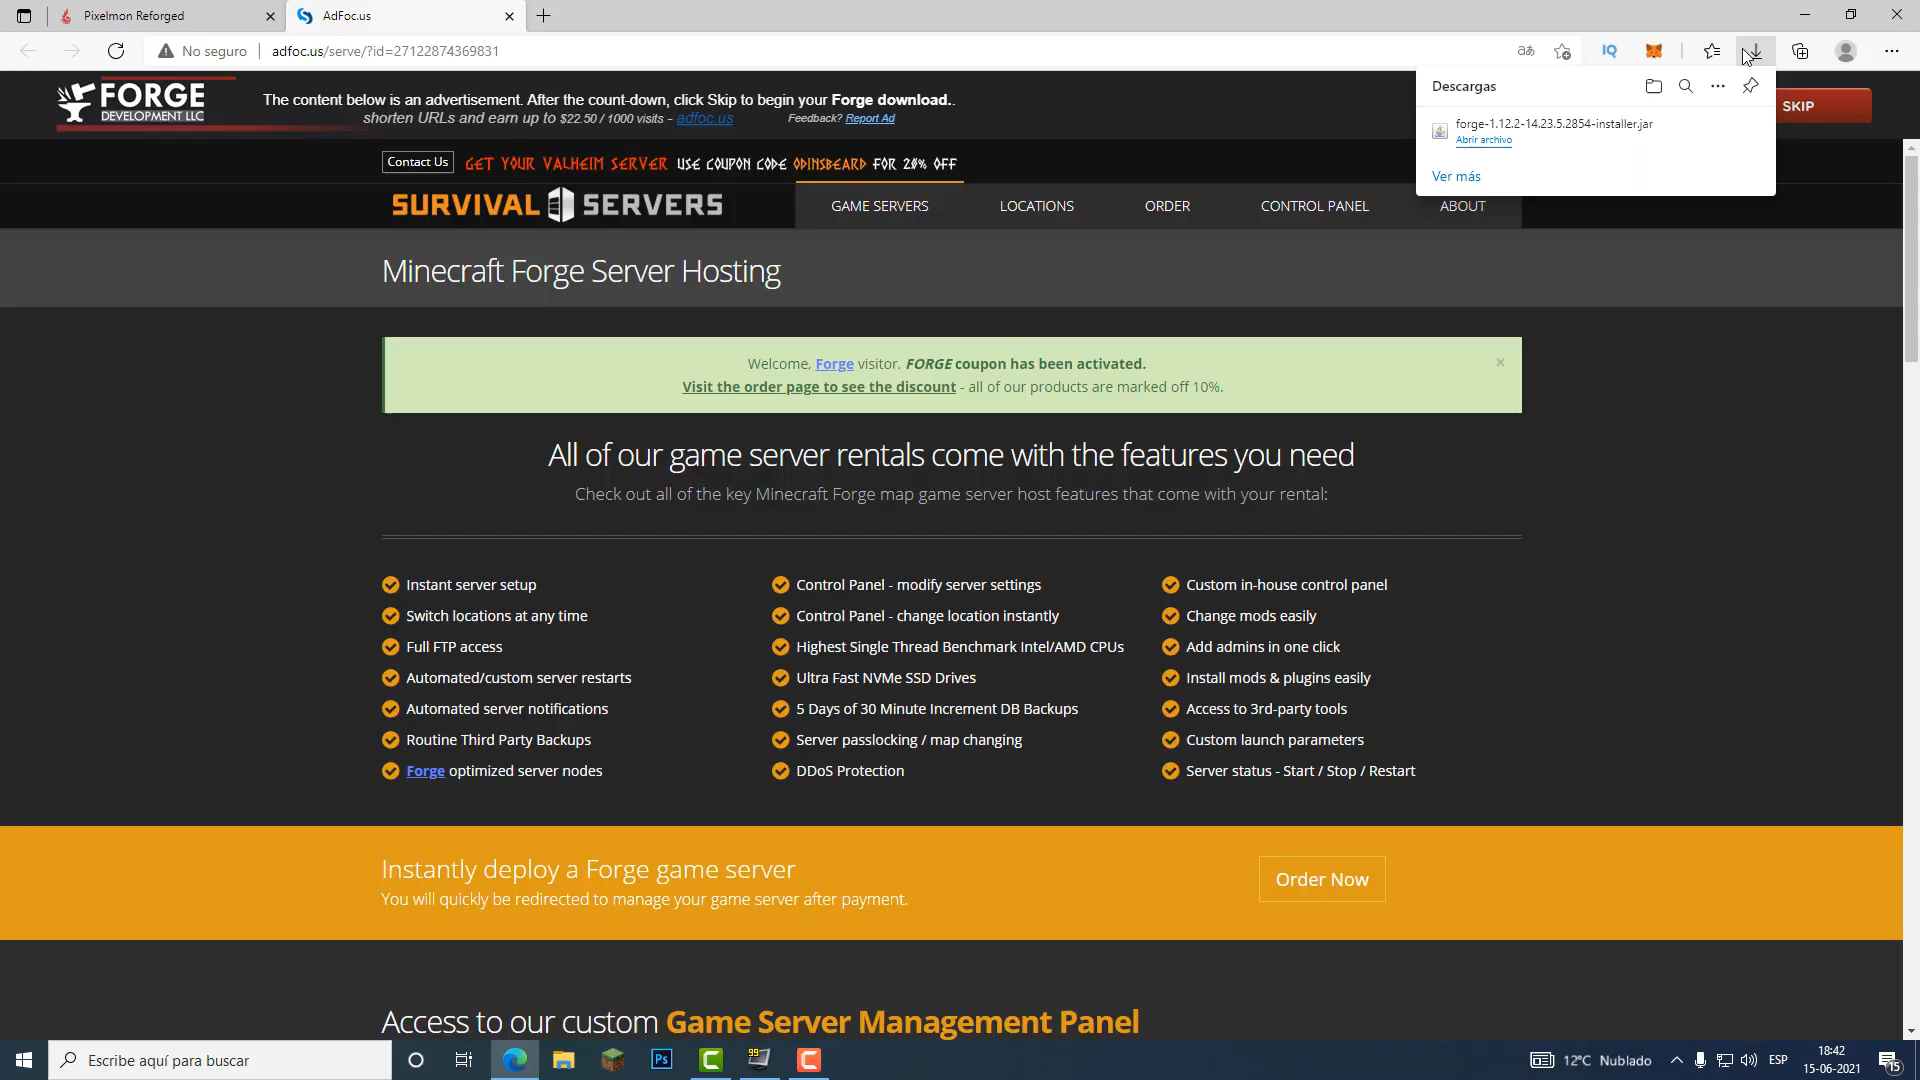 Pixelmon Reforged
AdFoc.us
No seguro
adfoc.us/serve/?id=27122874369831
aあ
IQ
FORGE
DEVELOPMENT LLC
The content below is an advertisement. After the count-down, click Skip to begin your Forge download..
shorten URLs and earn up to $22.50 / 1000 visits - adfoc.us
Feedback? Report Ad
SKIP
Descargas
forge-1.12.2-14.23.5.2854-installer.jar
Abrir archivo
Ver más
Contact Us
GET YOUR VALHEIM SERVER USE COUPON CODE ODINSBEARD FOR 20% OFF
SURVIVAL SERVERS
GAME SERVERS
LOCATIONS
ORDER
CONTROL PANEL
ABOUT
Minecraft Forge Server Hosting
Welcome, Forge visitor. FORGE coupon has been activated.
Visit the order page to see the discount - all of our products are marked off 10%.
All of our game server rentals come with the features you need
Check out all of the key Minecraft Forge map game server host features that come with your rental:
Instant server setup
Switch locations at any time
Full FTP access
Automated/custom server restarts
Automated server notifications
Routine Third Party Backups
Forge optimized server nodes
Control Panel - modify server settings
Control Panel - change location instantly
Highest Single Thread Benchmark Intel/AMD CPUs
Ultra Fast NVMe SSD Drives
5 Days of 30 Minute Increment DB Backups
Server passlocking / map changing
DDoS Protection
Custom in-house control panel
Change mods easily
Add admins in one click
Install mods & plugins easily
Access to 3rd-party tools
Custom launch parameters
Server status - Start / Stop / Restart
Instantly deploy a Forge game server
You will quickly be redirected to manage your game server after payment.
Order Now
Access to our custom Game Server Management Panel
Escribe aquí para buscar
Ps
99
12°C Nublado
ESP
18:42
15-06-2021
15